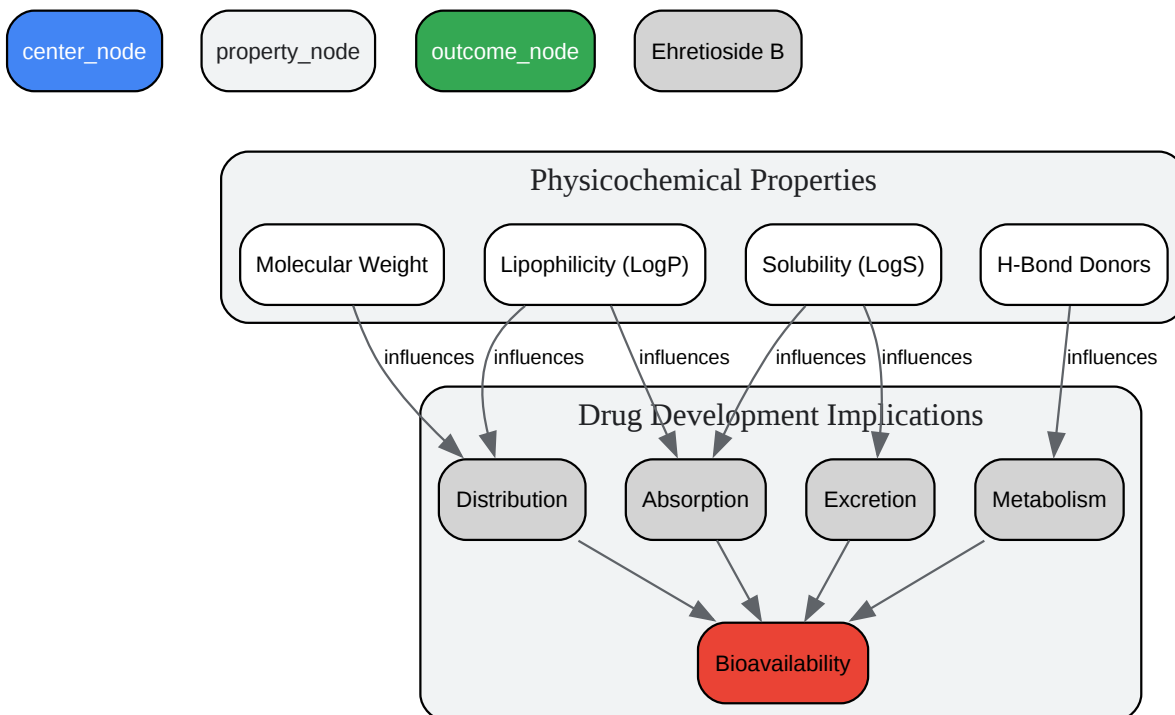 center_node
property_node
outcome_node
Ehretioside B
Physicochemical Properties
Molecular Weight
Lipophilicity (LogP)
Solubility (LogS)
H-Bond Donors
influences
influences
influences
influences
influences
influences
Drug Development Implications
Distribution
Absorption
Excretion
Metabolism
Bioavailability